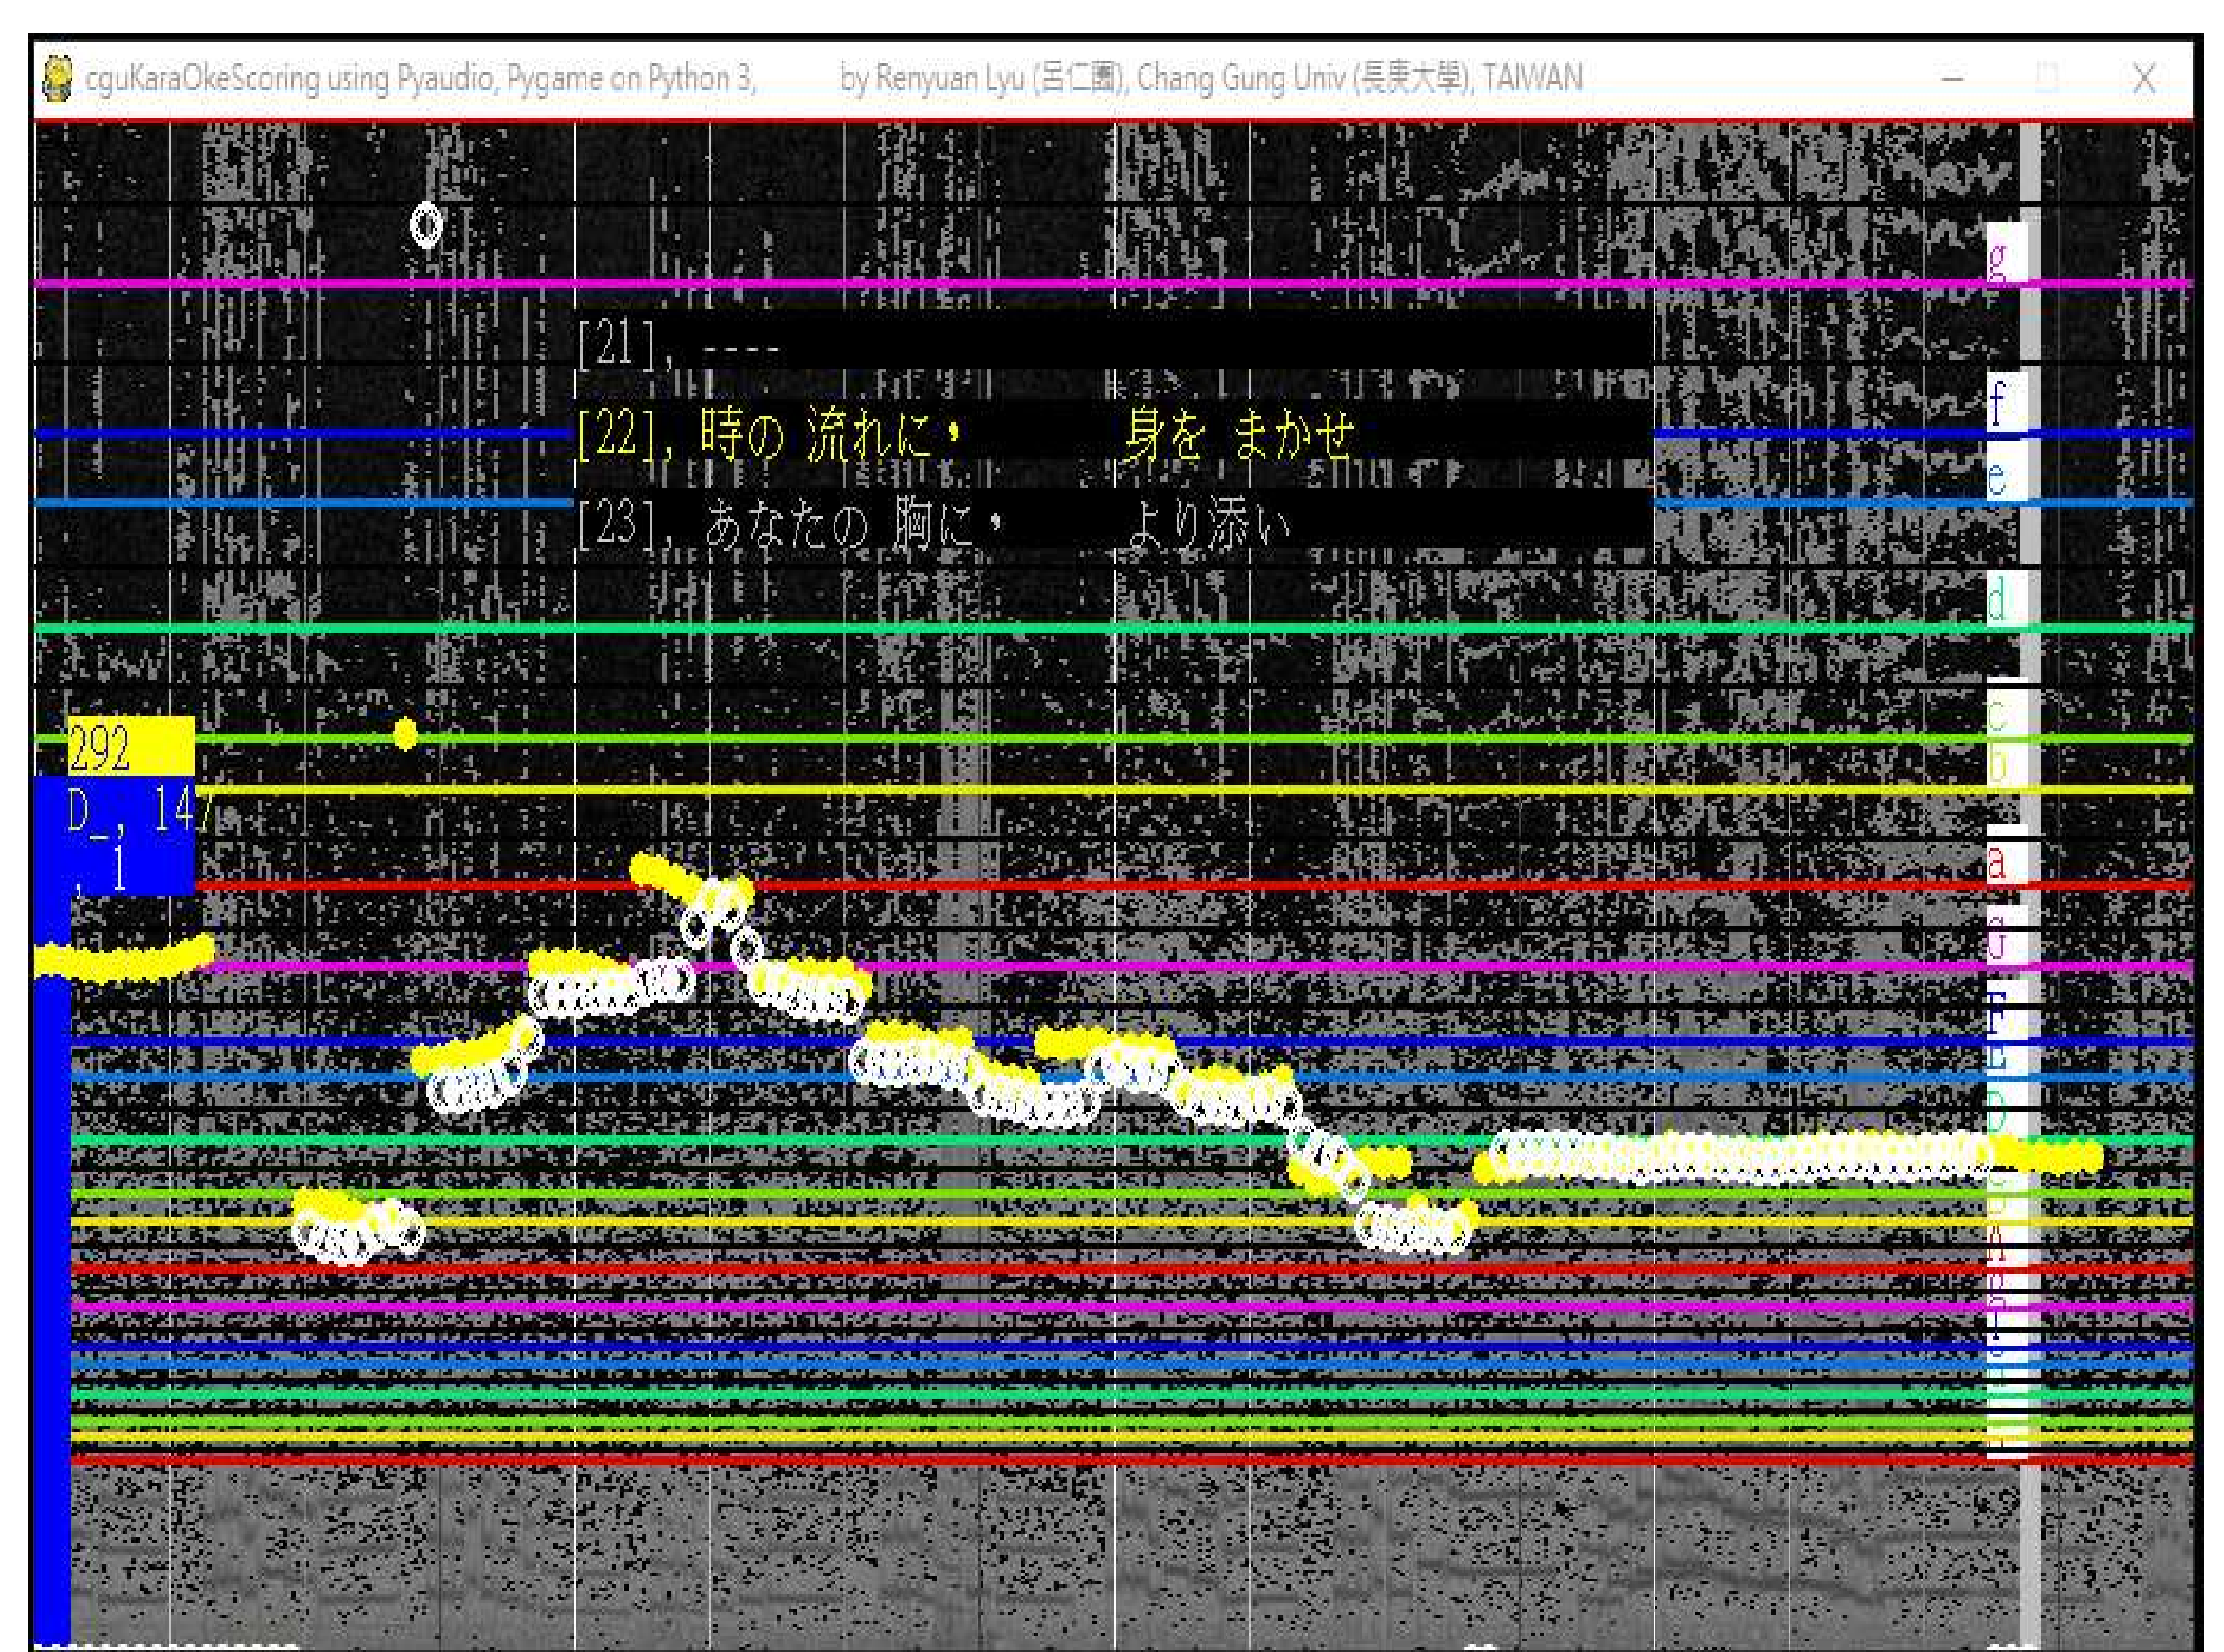 cguKaraOkeScoring using Pyaudio, Pygame on Python 3, by Renyuan Lyu (呂仁園), Chang Gung Univ (長庚大學), TAIWAN
g
[21], ----
f
[22], 時の 流れに, 身を まかせ
e
[23], あなたの 胸に, より添い
d
c
292
b
D_, 147
, 1
a
G
F
E
D